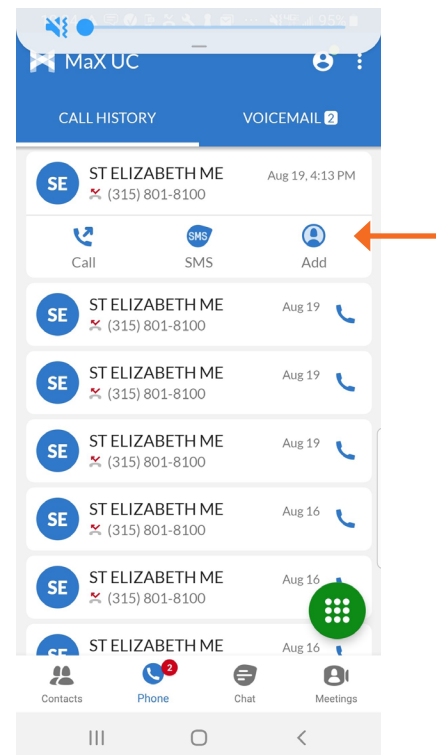 95%
MaX UC
CALL HISTORY VOICEMAIL 2
SE ST ELIZABETH ME Aug 19, 4:13 PM
(315) 801-8100
SMS
Call SMS Add
ST ELIZABETH ME Aug 19
SE (315) 801-8100
ST ELIZABETH ME Aug 19
SE (315) 801-8100
ST ELIZABETH ME Aug 19
SE (315) 801-8100
ST ELIZABETH ME Aug 16
SE (315) 801-8100
ST ELIZABETH ME Aug 16
SE (315) 801-8100
SE ST ELIZABETH ME Aug 16
2
Contacts Phone Chat Meetings